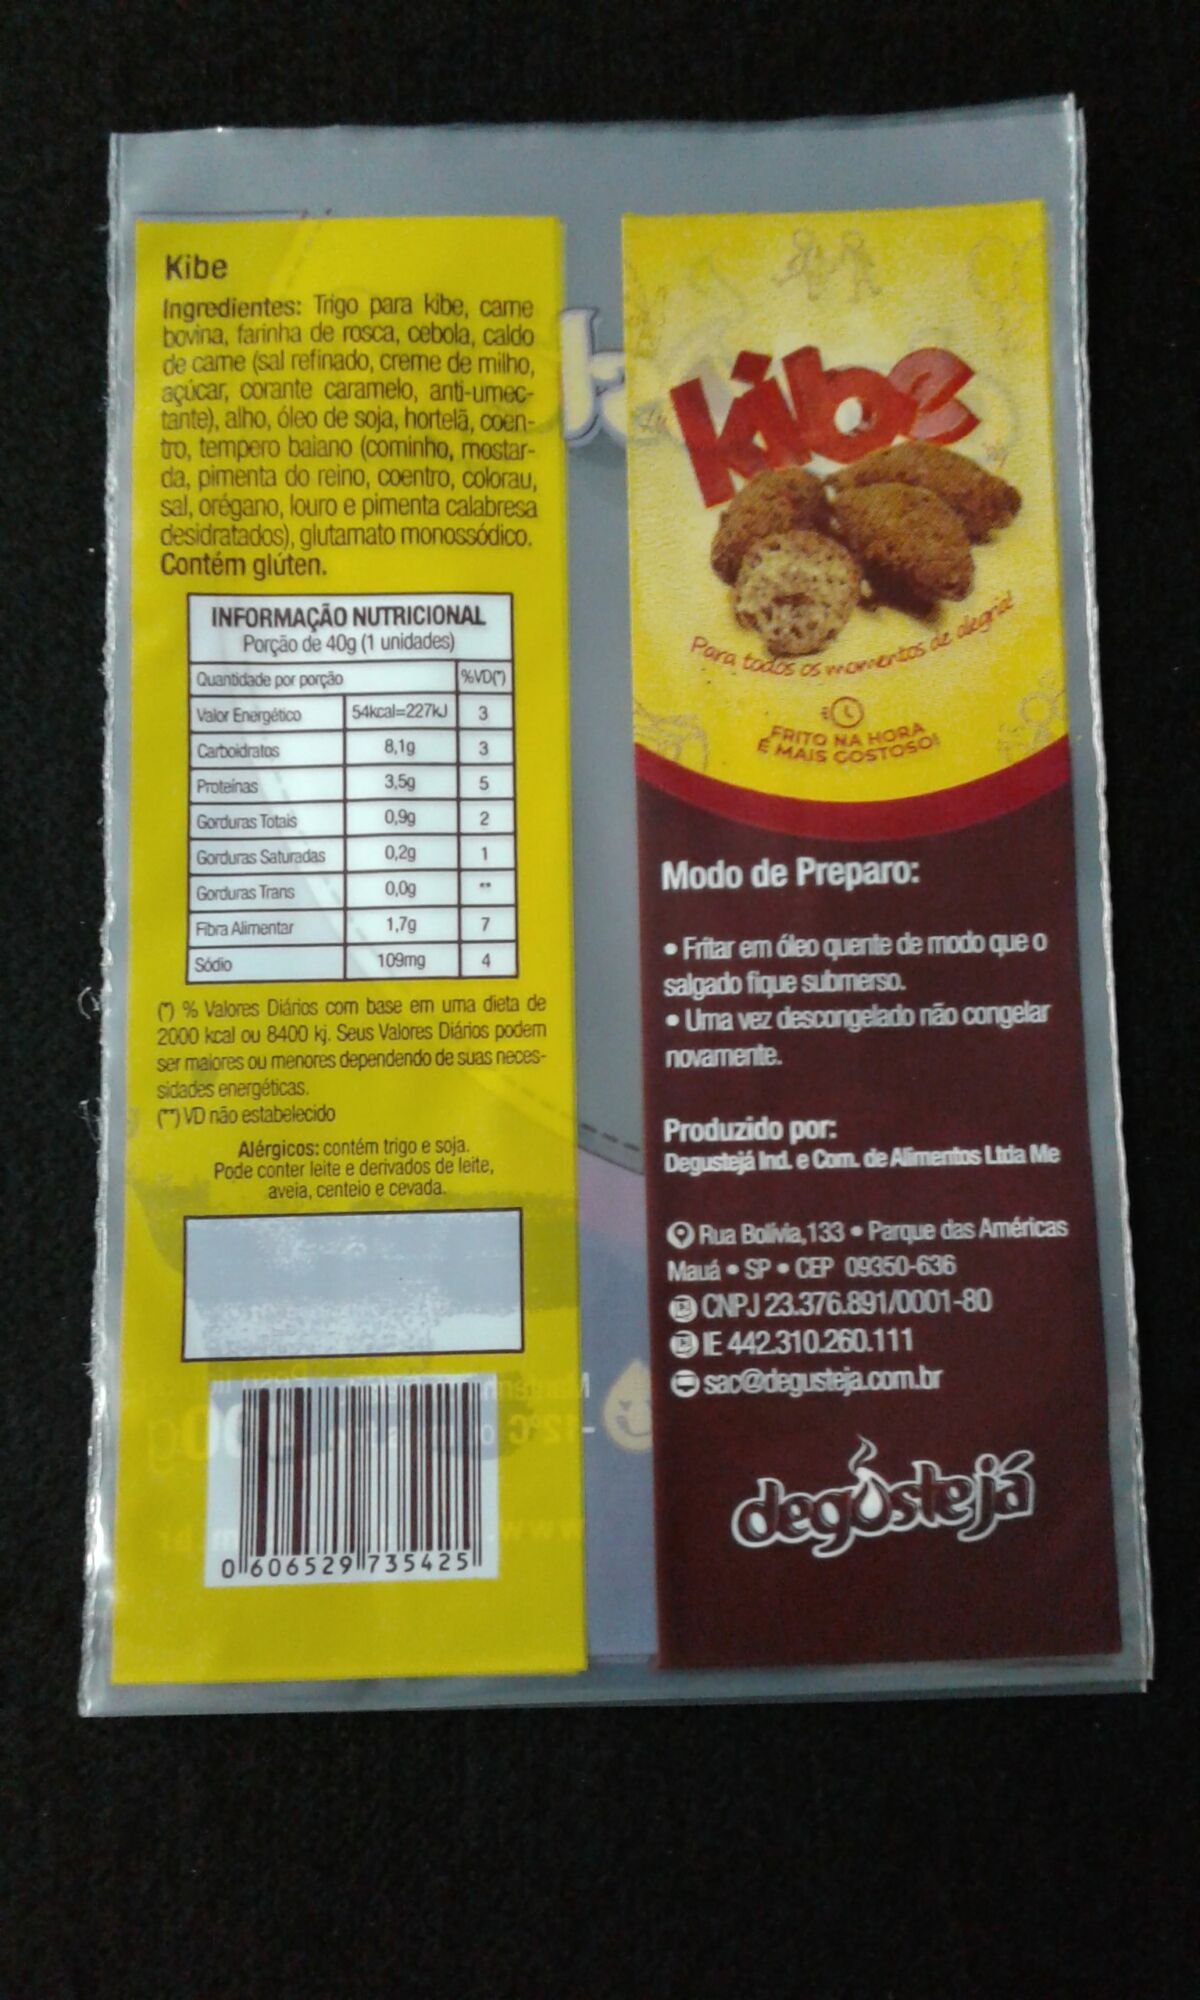 Kibe
Ingredientes: Trigo para kibe, carne
bovina, farinha de rosca, cebola, caldo
de carne (sal refinado, creme de milho,
açúcar, corante caramelo, anti-umec-
tante), alho, óleo de soja, hortelã, coen-
tro, tempero baiano (cominho, mostar-
da, pimenta do reino, coentro, colorau,
sal, orégano, louro e pimenta calabresa
desidratados), glutamato monossódico.
Contém glúten.
INFORMAÇÃO NUTRICIONAL
Porção de 40g (1 unidades)
Quantidade por porção %VD(*)
Valor Energético 54kcal=227kJ 3
Carboidratos 8,1g 3
Proteínas 3,5g 5
Gorduras Totais 0,9g 2
Gorduras Saturadas 0,2g 1
Gorduras Trans 0,0g **
Fibra Alimentar 1,7g 7
Sódio 109mg 4
(*) % Valores Diários com base em uma dieta de
2000 kcal ou 8400 kj. Seus Valores Diários podem
ser maiores ou menores dependendo de suas neces-
sidades energéticas.
(**) VD não estabelecido
Alérgicos: contém trigo e soja.
Pode conter leite e derivados de leite,
aveia, centeio e cevada.
0 606529 735425
kibe
Para todos os momentos de alegria!
FRITO NA HORA
É MAIS GOSTOSO!
Modo de Preparo:
• Fritar em óleo quente de modo que o
salgado fique submerso.
• Uma vez descongelado não congelar
novamente.
Produzido por:
Degustejá Ind. e Com. de Alimentos Ltda Me
Rua Bolívia,133 • Parque das Américas
Mauá • SP • CEP 09350-636
CNPJ 23.376.891/0001-80
IE 442.310.260.111
sac@degusteja.com.br
degustejá